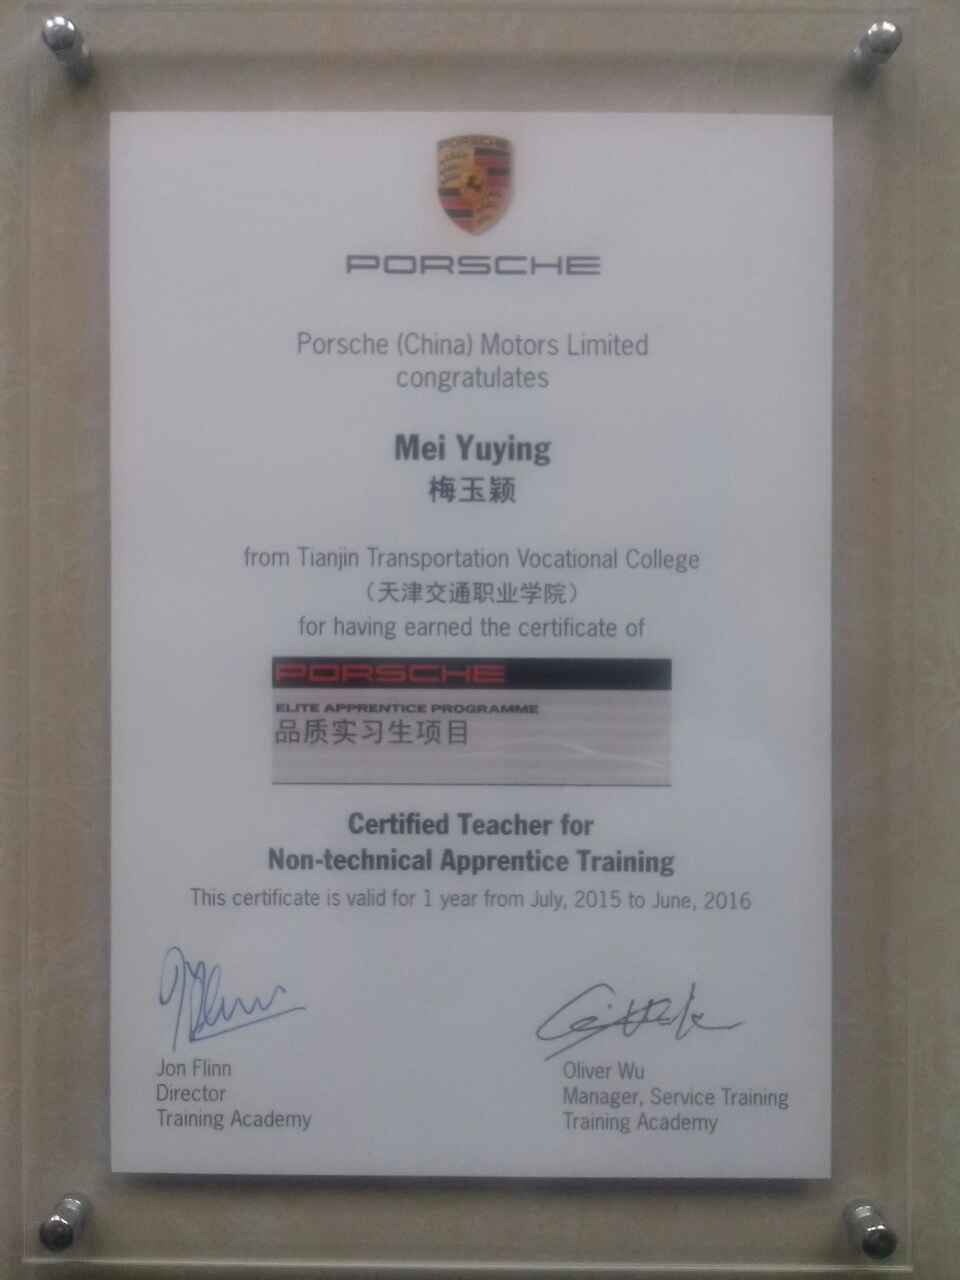 PORSCHE
PORSCHE
Porsche (China) Motors Limited
congratulates
Mei Yuying
梅玉颖
from Tianjin Transportation Vocational College
（天津交通职业学院）
for having earned the certificate of
PORSCHE
ELITE APPRENTICE PROGRAMME
品质实习生项目
Certified Teacher for
Non-technical Apprentice Training
This certificate is valid for 1 year from July, 2015 to June, 2016
Jon Flinn
Director
Training Academy
Oliver Wu
Manager, Service Training
Training Academy